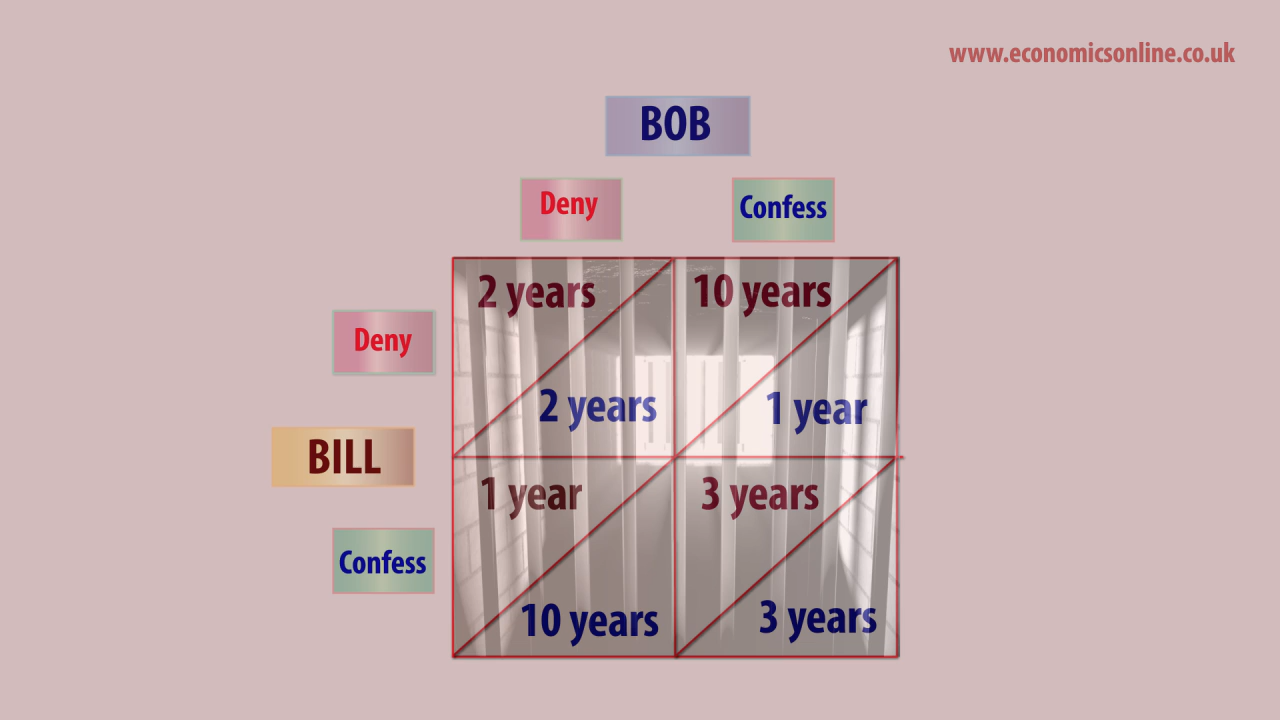 www.economicsonline.co.uk
BOB
Deny
Confess
2 years
10 years
Deny
2 years
1 year
BILL
1 year
3 years
Confess
10 years
3 years